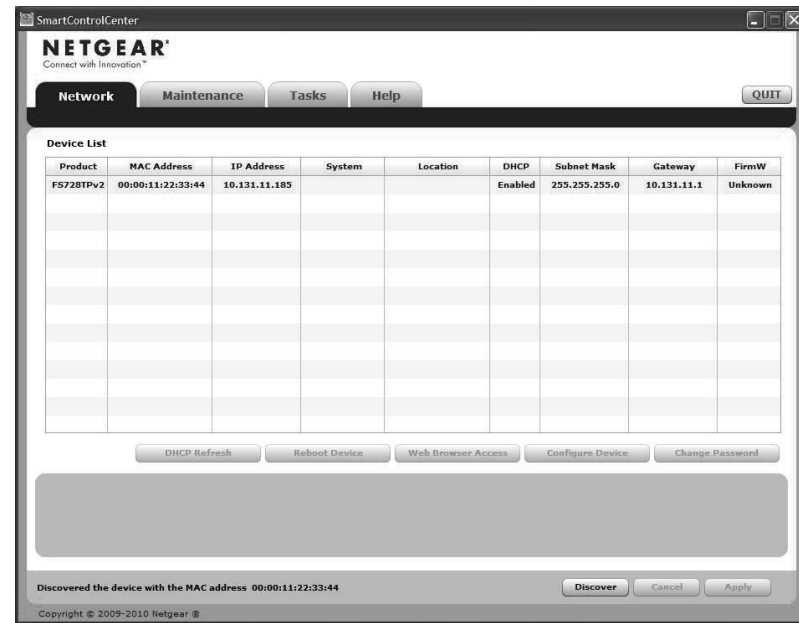 SmartControlCenter
NETGEAR®
Connect with Innovation™
Network Maintenance Tasks Help QUIT
Device List
Product MAC Address IP Address System Location DHCP Subnet Mask Gateway FirmW
FS728TPv2 00:00:11:22:33:44 10.131.11.185 Enabled 255.255.255.0 10.131.11.1 Unknown
DHCP Refresh Reboot Device Web Browser Access Configure Device Change Password
Discovered the device with the MAC address 00:00:11:22:33:44 Discover Cancel Apply
Copyright © 2009-2010 Netgear ®